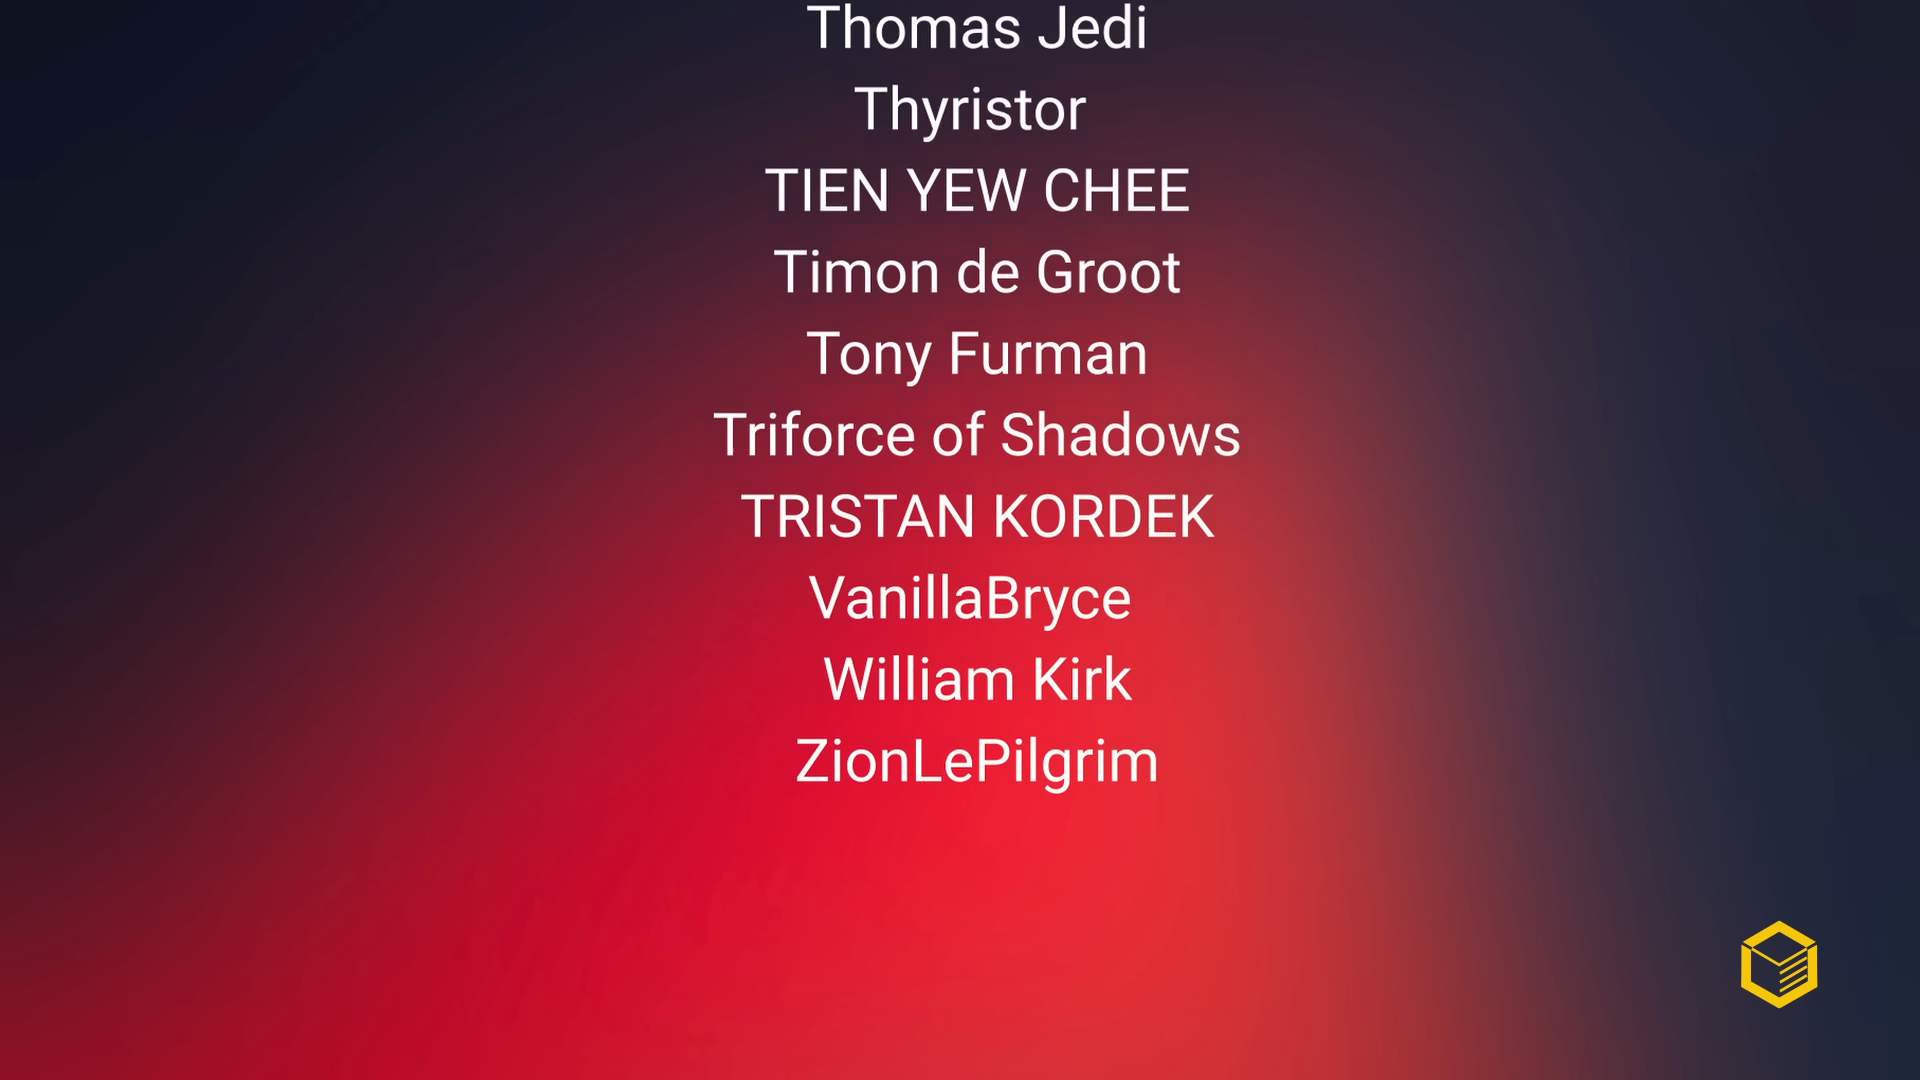 Thomas Jedi
Thyristor
TIEN YEW CHEE
Timon de Groot
Tony Furman
Triforce of Shadows
TRISTAN KORDEK
VanillaBryce
William Kirk
ZionLePilgrim